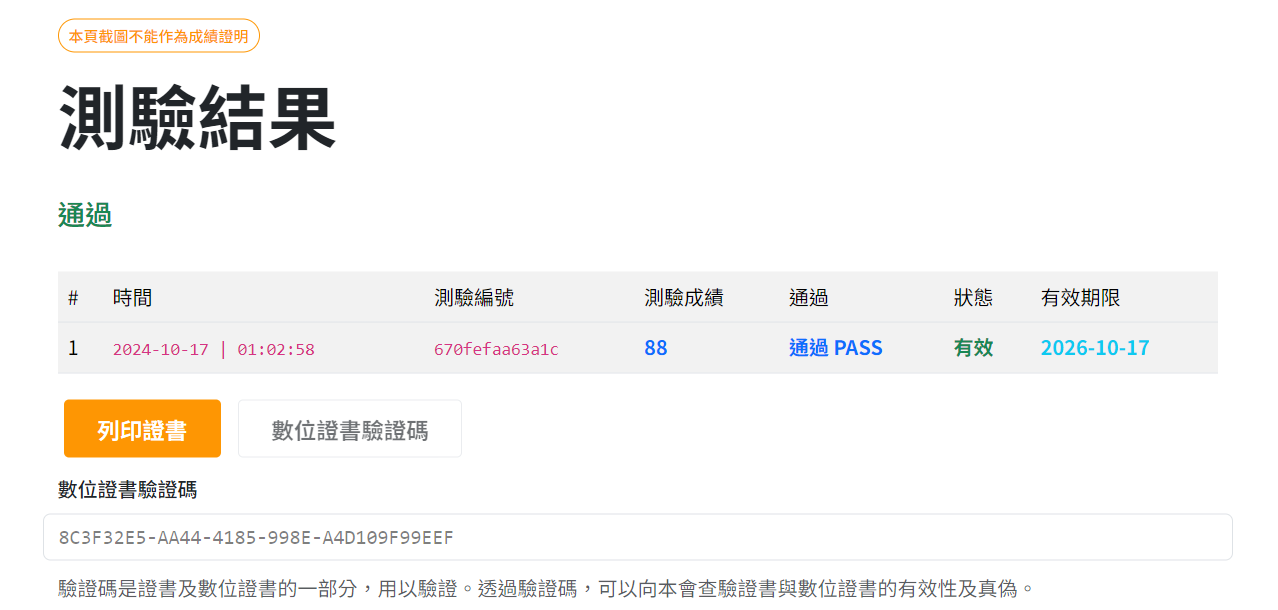 本頁截圖不能作為成績證明
測驗結果
通過
# 時間 測驗編號 測驗成績 通過 狀態 有效期限
1 2024-10-17 | 01:02:58 670fefaa63a1c 88 通過 PASS 有效 2026-10-17
列印證書 數位證書驗證碼
數位證書驗證碼
8C3F32E5-AA44-4185-998E-A4D109F99EEF
驗證碼是證書及數位證書的一部分，用以驗證。透過驗證碼，可以向本會查驗證書與數位證書的有效性及真偽。